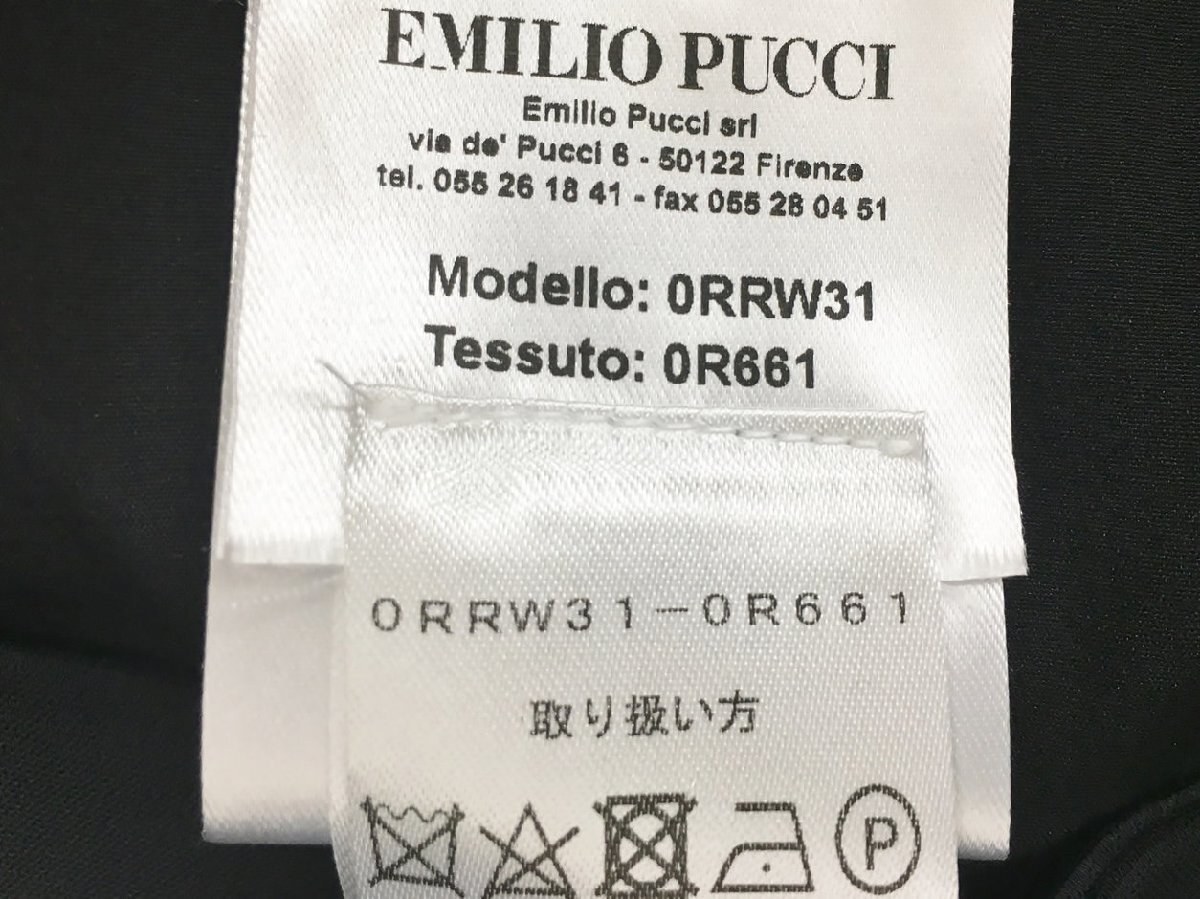 EMILIO PUCCI
Emilio Pucci srl
via de' Pucci 6 - 50122 Firenze
tel. 055 26 18 41 - fax 055 28 04 51
Modello: 0RRW31
Tessuto: 0R661
0RRW31-0R661
取り扱い方
P